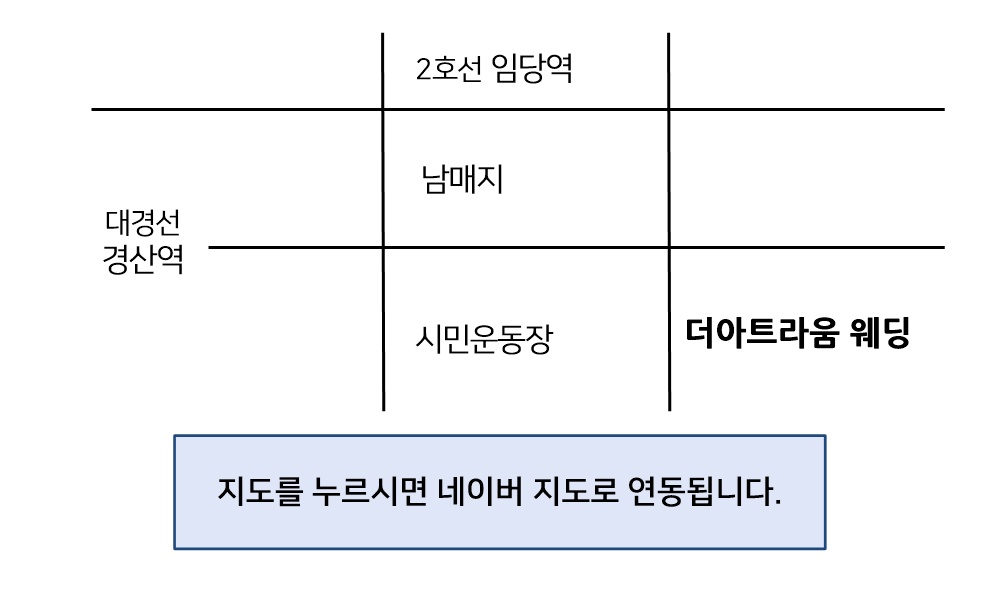 2호선 임당역
남매지
대경선
경산역
시민운동장
더아트라움 웨딩
지도를 누르시면 네이버 지도로 연동됩니다.